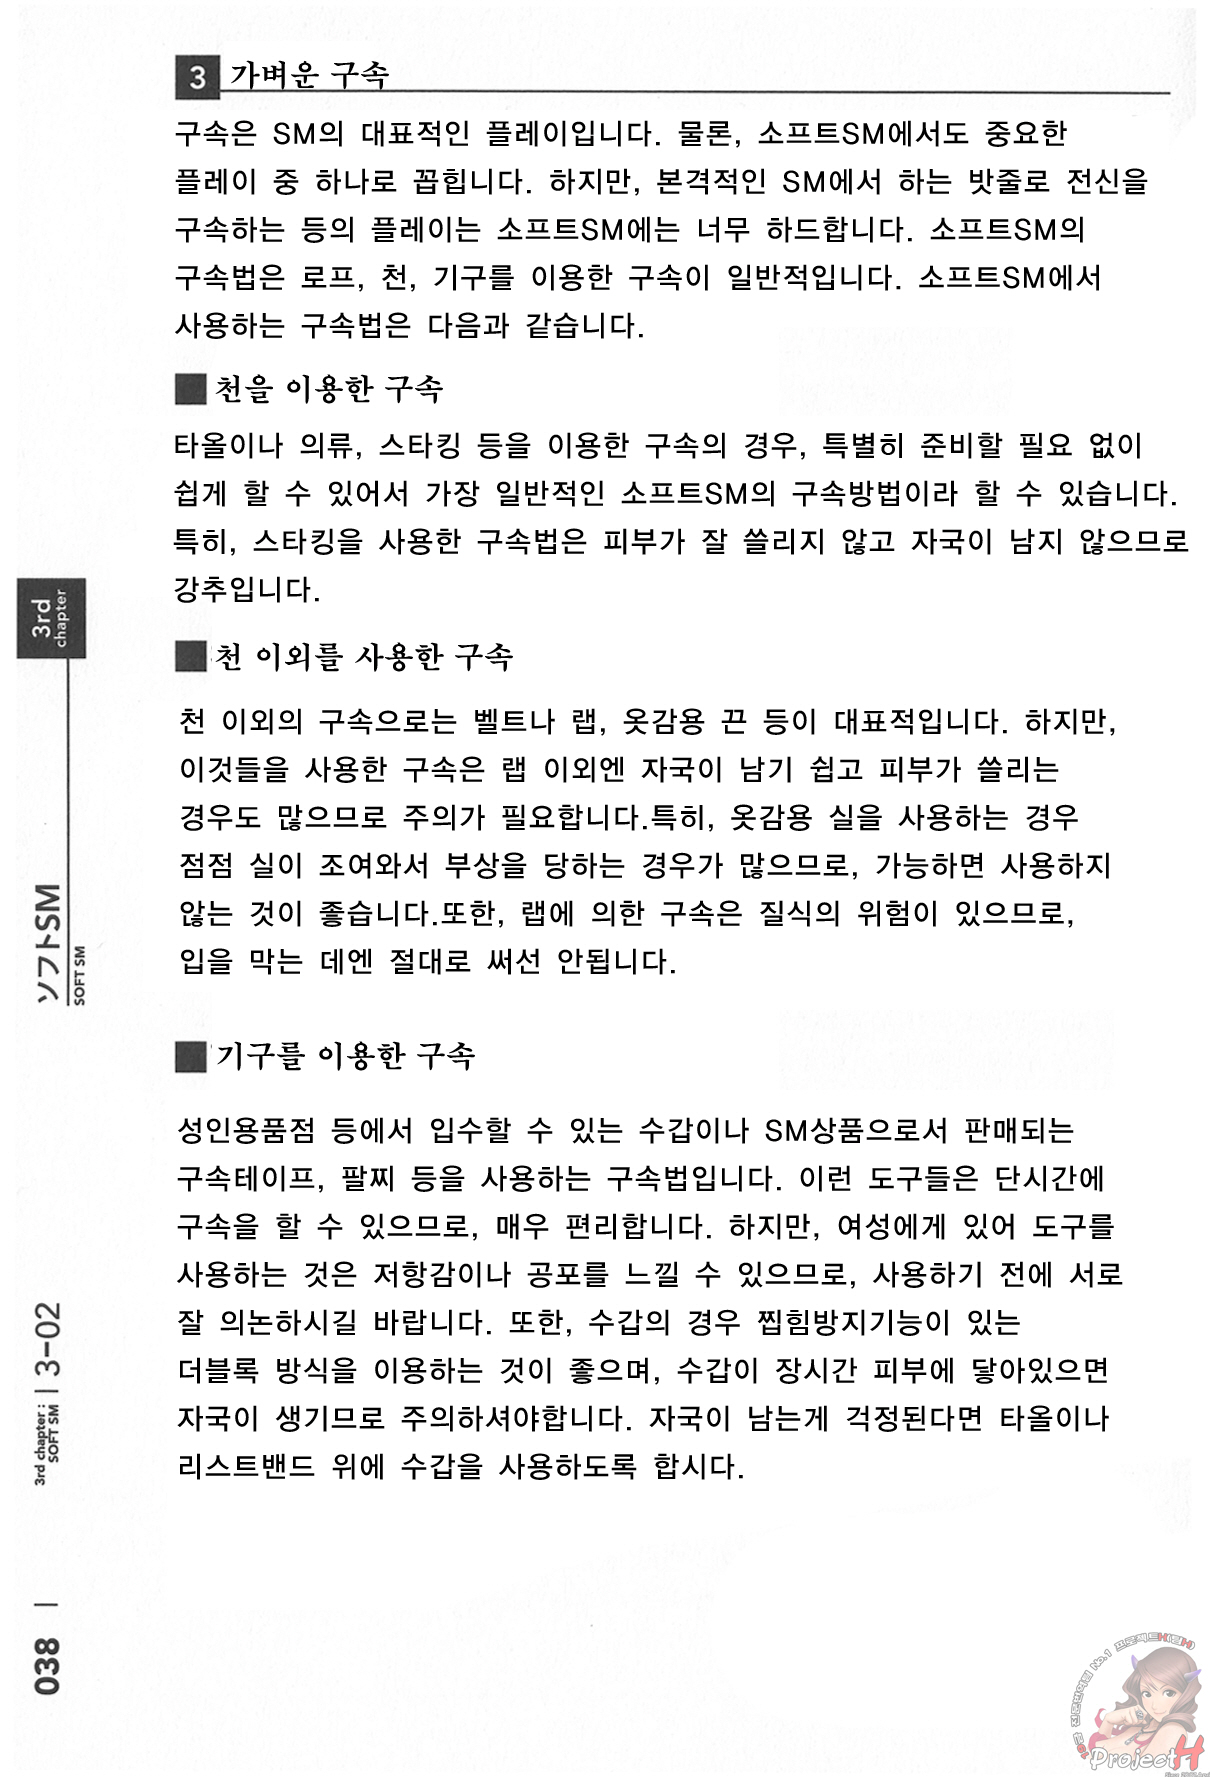 3 가벼운 구속
구속은 SM의 대표적인 플레이입니다. 물론, 소프트SM에서도 중요한
플레이 중 하나로 꼽힙니다. 하지만, 본격적인 SM에서 하는 밧줄로 전신을
구속하는 등의 플레이는 소프트SM에는 너무 하드합니다. 소프트SM의
구속법은 로프, 천, 기구를 이용한 구속이 일반적입니다. 소프트SM에서
사용하는 구속법은 다음과 같습니다.
■ 천을 이용한 구속
타올이나 의류, 스타킹 등을 이용한 구속의 경우, 특별히 준비할 필요 없이
쉽게 할 수 있어서 가장 일반적인 소프트SM의 구속방법이라 할 수 있습니다.
특히, 스타킹을 사용한 구속법은 피부가 잘 쓸리지 않고 자국이 남지 않으므로
강추입니다.
■ 천 이외를 사용한 구속
천 이외의 구속으로는 벨트나 랩, 옷감용 끈 등이 대표적입니다. 하지만,
이것들을 사용한 구속은 랩 이외엔 자국이 남기 쉽고 피부가 쓸리는
경우도 많으므로 주의가 필요합니다.특히, 옷감용 실을 사용하는 경우
점점 실이 조여와서 부상을 당하는 경우가 많으므로, 가능하면 사용하지
않는 것이 좋습니다.또한, 랩에 의한 구속은 질식의 위험이 있으므로,
입을 막는 데엔 절대로 써선 안됩니다.
■ 기구를 이용한 구속
성인용품점 등에서 입수할 수 있는 수갑이나 SM상품으로서 판매되는
구속테이프, 팔찌 등을 사용하는 구속법입니다. 이런 도구들은 단시간에
구속을 할 수 있으므로, 매우 편리합니다. 하지만, 여성에게 있어 도구를
사용하는 것은 저항감이나 공포를 느낄 수 있으므로, 사용하기 전에 서로
잘 의논하시길 바랍니다. 또한, 수갑의 경우 찝힘방지기능이 있는
더블록 방식을 이용하는 것이 좋으며, 수갑이 장시간 피부에 닿아있으면
자국이 생기므로 주의하셔야합니다. 자국이 남는게 걱정된다면 타올이나
리스트밴드 위에 수갑을 사용하도록 합시다.
3rd
chapter
ソフトSM
SOFT SM
3rd chapter:
SOFT SM
3-02
038
No.1 프로젝트H(팀H)
ProjectH